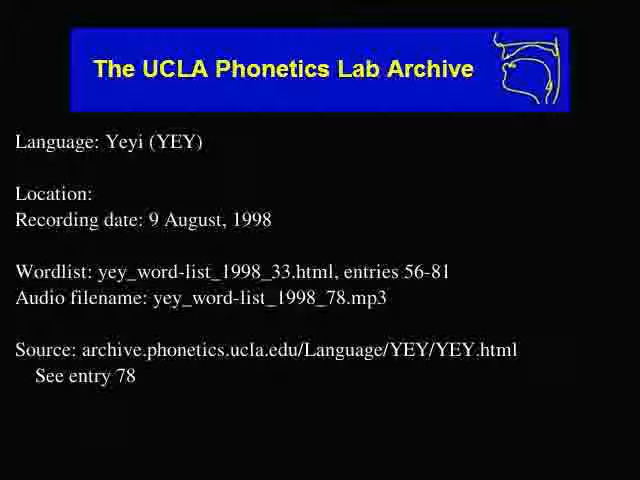 The UCLA Phonetics Lab Archive
Language: Yeyi (YEY)
Location:
Recording date: 9 August, 1998
Wordlist: yey_word-list_1998_33.html, entries 56-81
Audio filename: yey_word-list_1998_78.mp3
Source: archive.phonetics.ucla.edu/Language/YEY/YEY.html
See entry 78